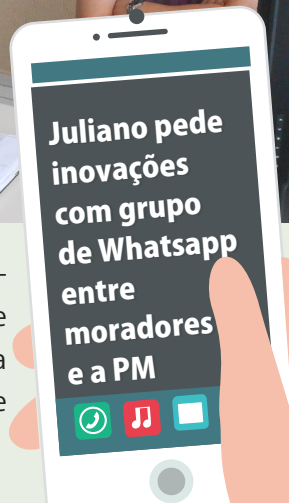 Juliano pede
inovações
com grupo
de Whatsapp
entre
moradores
e a PM